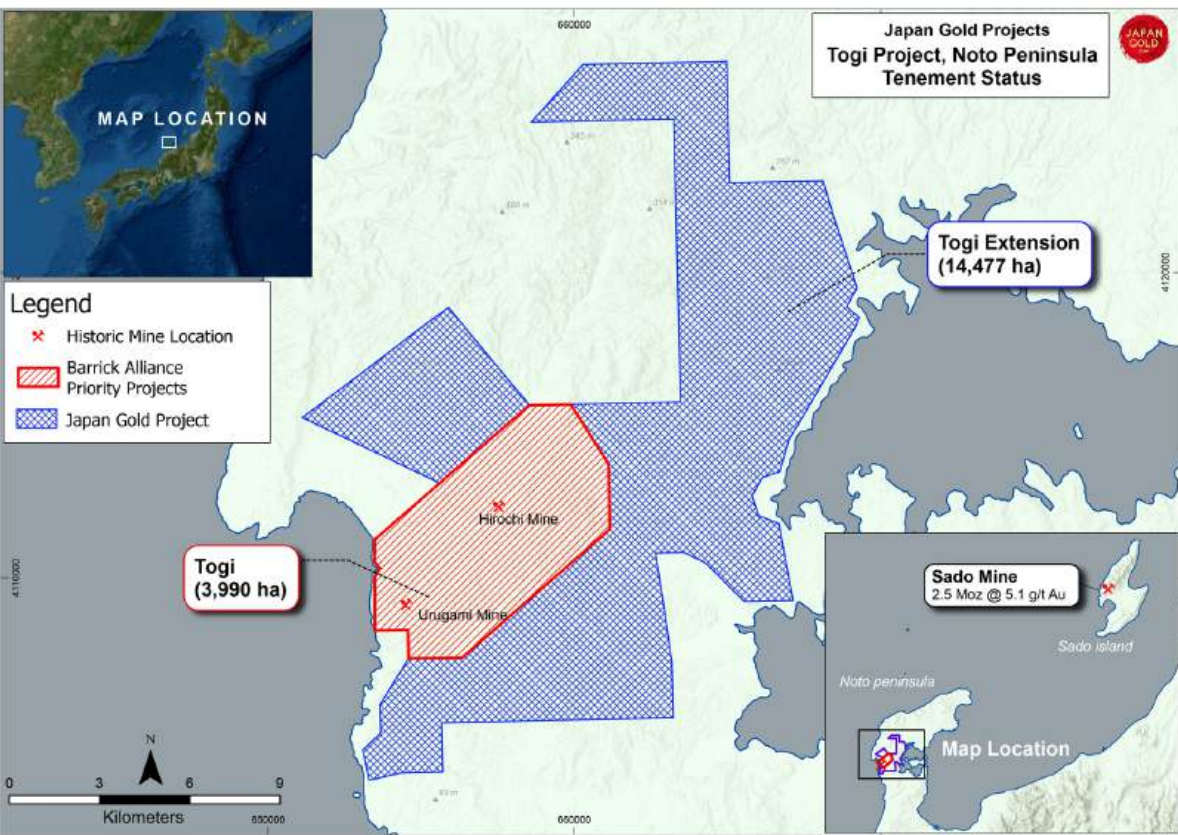 660000
Japan Gold Projects
Togi Project, Noto Peninsula
Tenement Status
JAPAN
GOLD
MAP LOCATION
Togi Extension
(14,477 ha)
4120000
Legend
Historic Mine Location
Barrick Alliance
Priority Projects
Japan Gold Project
Hirochi Mine
Togi
(3,990 ha)
4110000
Urugami Mine
Sado Mine
2.5 Moz @ 5.1 g/t Au
Sado island
Noto peninsula
Map Location
N
0 3 6 9
Kilometers
650000
660000